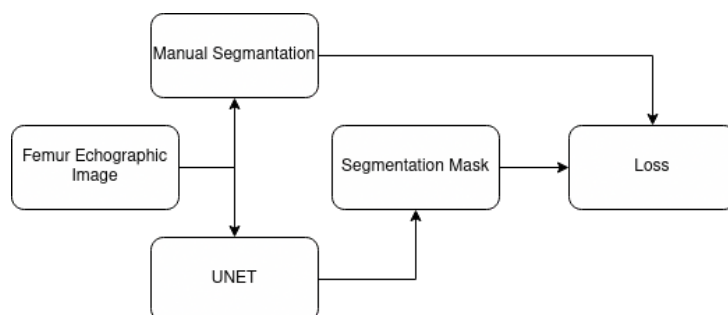 Manual Segmantation
Femur Echographic
Image
Segmentation Mask
Loss
UNET